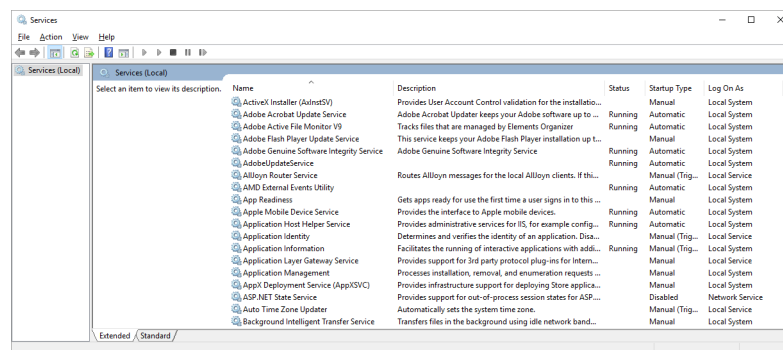 Services
File Action View Help
Services (Local)
Services (Local)
Select an item to view its description.
Name Description Status Startup Type Log On As
ActiveX Installer (AxInstSV) Provides User Account Control validation for the installatio... Manual Local System
Adobe Acrobat Update Service Adobe Acrobat Updater keeps your Adobe software up to ... Running Automatic Local System
Adobe Active File Monitor V9 Tracks files that are managed by Elements Organizer Running Automatic Local System
Adobe Flash Player Update Service This service keeps your Adobe Flash Player installation up t... Manual Local System
Adobe Genuine Software Integrity Service Adobe Genuine Software Integrity Service Running Automatic Local System
AdobeUpdateService Running Automatic Local System
AllJoyn Router Service Routes AllJoyn messages for the local AllJoyn clients. If thi... Manual (Trig... Local Service
AMD External Events Utility Running Automatic Local System
App Readiness Gets apps ready for use the first time a user signs in to this ... Manual Local System
Apple Mobile Device Service Provides the interface to Apple mobile devices. Running Automatic Local System
Application Host Helper Service Provides administrative services for IIS, for example config... Running Automatic Local System
Application Identity Determines and verifies the identity of an application. Disa... Manual (Trig... Local Service
Application Information Facilitates the running of interactive applications with addi... Running Manual (Trig... Local System
Application Layer Gateway Service Provides support for 3rd party protocol plug-ins for Intern... Manual Local Service
Application Management Processes installation, removal, and enumeration requests ... Manual Local System
AppX Deployment Service (AppXSVC) Provides infrastructure support for deploying Store applica... Manual Local System
ASP.NET State Service Provides support for out-of-process session states for ASP.... Disabled Network Service
Auto Time Zone Updater Automatically sets the system time zone. Manual (Trig... Local Service
Background Intelligent Transfer Service Transfers files in the background using idle network band... Manual Local System
Extended Standard